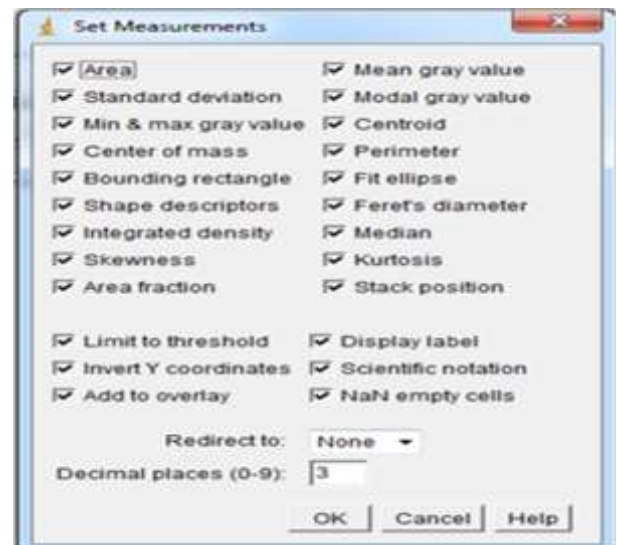 Set Measurements
Area Mean gray value
Standard deviation Modal gray value
Min & max gray value Centroid
Center of mass Perimeter
Bounding rectangle Fit ellipse
Shape descriptors Feret's diameter
Integrated density Median
Skewness Kurtosis
Area fraction Stack position
Limit to threshold Display label
Invert Y coordinates Scientific notation
Add to overlay NaN empty cells
Redirect to: None
Decimal places (0-9): 3
OK Cancel Help